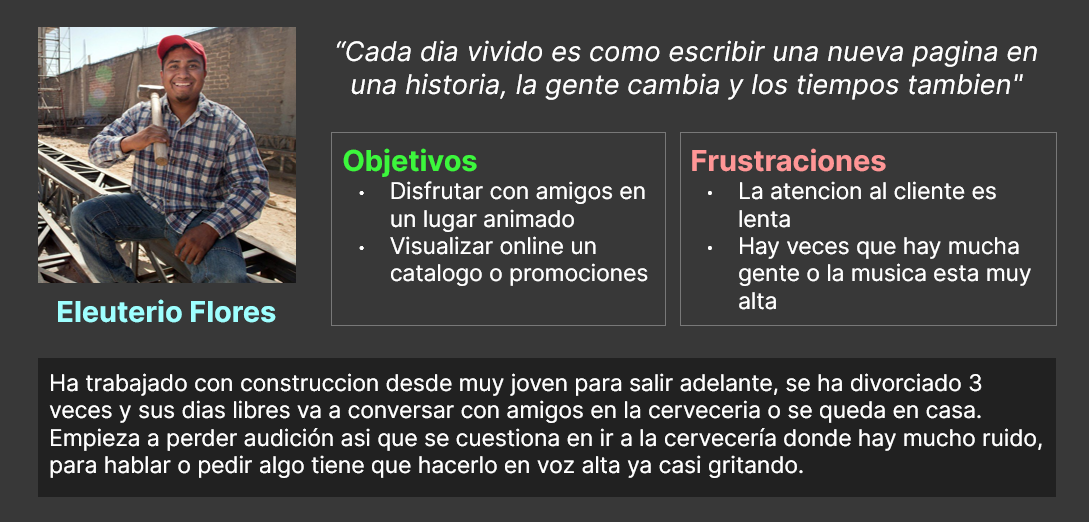 “Cada dia vivido es como escribir una nueva pagina en
una historia, la gente cambia y los tiempos tambien"
Objetivos
• Disfrutar con amigos en
un lugar animado
• Visualizar online un
catalogo o promociones
Frustraciones
• La atencion al cliente es
lenta
• Hay veces que hay mucha
gente o la musica esta muy
alta
Eleuterio Flores
Ha trabajado con construccion desde muy joven para salir adelante, se ha divorciado 3
veces y sus dias libres va a conversar con amigos en la cerveceria o se queda en casa.
Empieza a perder audición asi que se cuestiona en ir a la cervecería donde hay mucho ruido,
para hablar o pedir algo tiene que hacerlo en voz alta ya casi gritando.